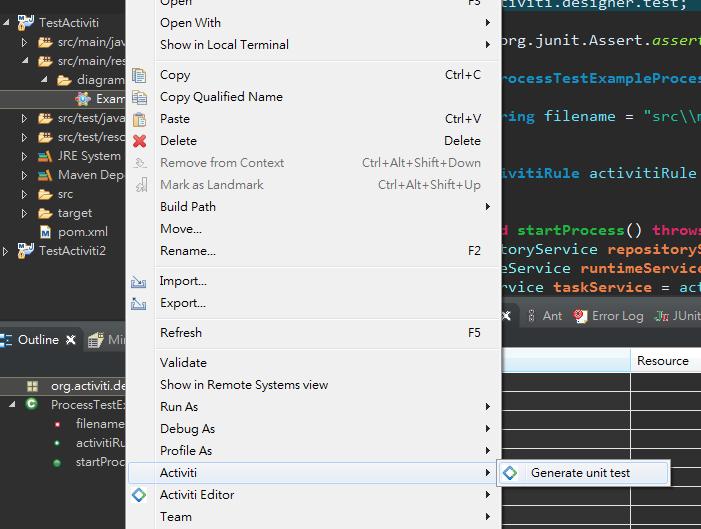 TestActiviti
src/main/jav
src/main/res
diagram
Exam
src/test/java
src/test/resc
JRE System
Maven Depe
src
target
pom.xml
TestActiviti2
Open F3
Open With
Show in Local Terminal
Copy Ctrl+C
Copy Qualified Name
Paste Ctrl+V
Delete Delete
Remove from Context Ctrl+Alt+Shift+Down
Mark as Landmark Ctrl+Alt+Shift+Up
Build Path
Move...
Rename... F2
Import...
Export...
Refresh F5
Validate
Show in Remote Systems view
Run As
Debug As
Profile As
Activiti
Activiti Editor
Team
Generate unit test
ctiviti.designer.test;
org.junit.Assert.assert
rocessTestExampleProces
ring filename = "src\\m
ivitiRule activitiRule
d startProcess() throws
toryService repositoryS
eService runtimeService
rvice taskService = act
Ant Error Log JUnit
Resource
Outline
org.activiti.de
ProcessTestEx
filename
activitiRu
startProc